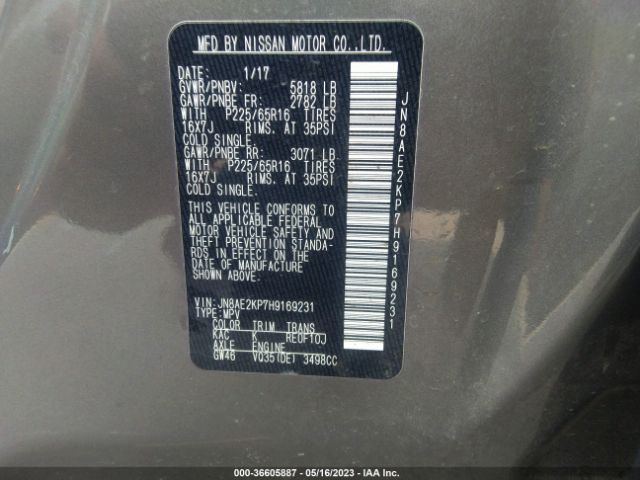 MFD BY NISSAN MOTOR CO.,LTD.
DATE: 1/17
GVWR/PNBV: 5818 LB
GAWR/PNBE FR: 2782 LB
WITH P225/65R16 TIRES
16X7J RIMS. AT 35PSI
COLD SINGLE.
GAWR/PNBE RR: 3071 LB
WITH P225/65R16 TIRES
16X7J RIMS. AT 35PSI
COLD SINGLE.
THIS VEHICLE CONFORMS TO
ALL APPLICABLE FEDERAL
MOTOR VEHICLE SAFETY AND
THEFT PREVENTION STANDA-
RDS IN EFFECT ON THE
DATE OF MANUFACTURE
SHOWN ABOVE.
VIN: JN8AE2KP7H9169231
TYPE: MPV
COLOR TRIM TRANS
KAC K RE0F10J
AXLE ENGINE
GW46 VQ35(DE) 3498CC
JN8AE2KP7H9169231
000-36605887 - 05/16/2023 - IAA Inc.